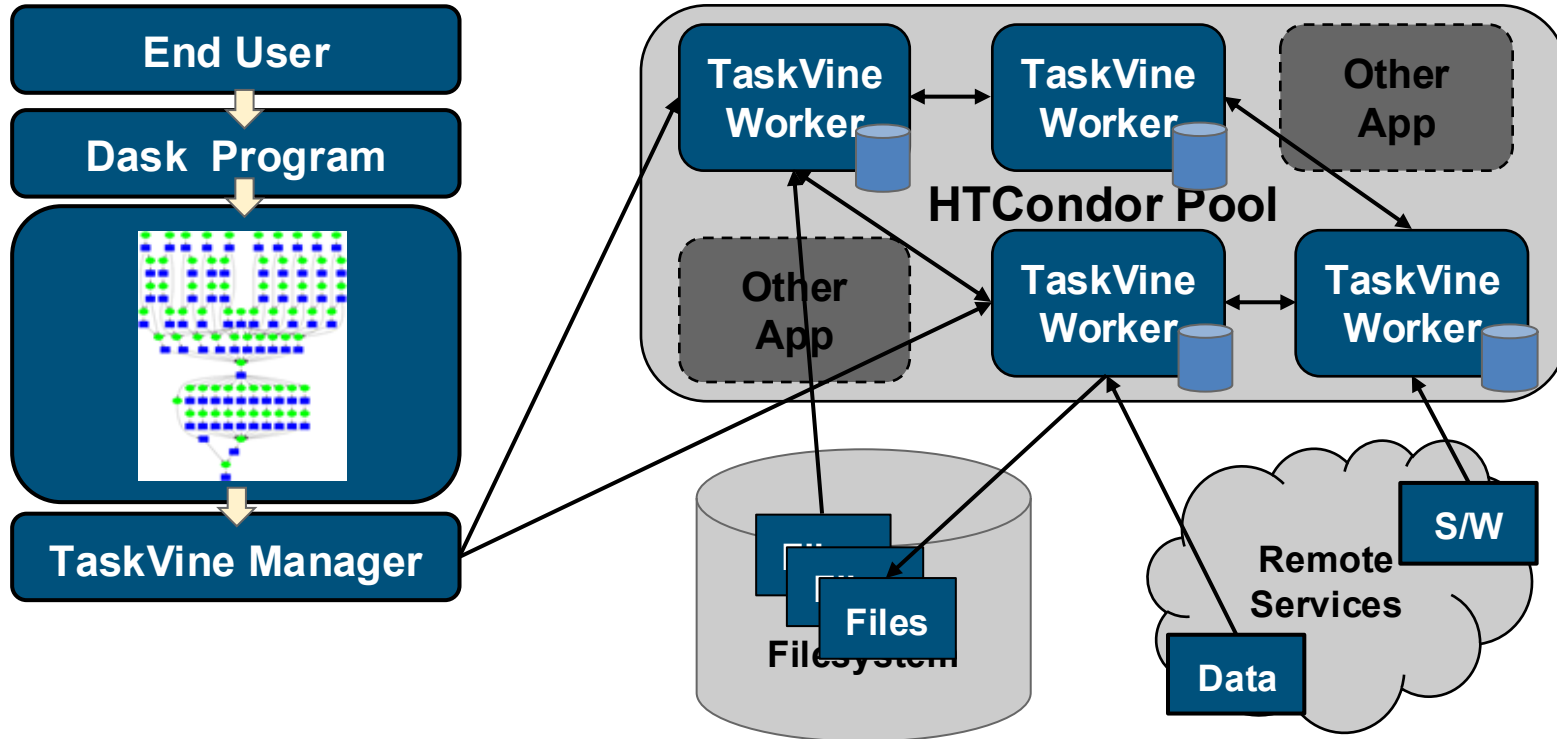 End User
Dask Program
TaskVine Manager
TaskVine
Worker
TaskVine
Worker
Other
App
HTCondor Pool
Other
App
TaskVine
Worker
TaskVine
Worker
Files
Filesystem
Remote
Services
S/W
Data